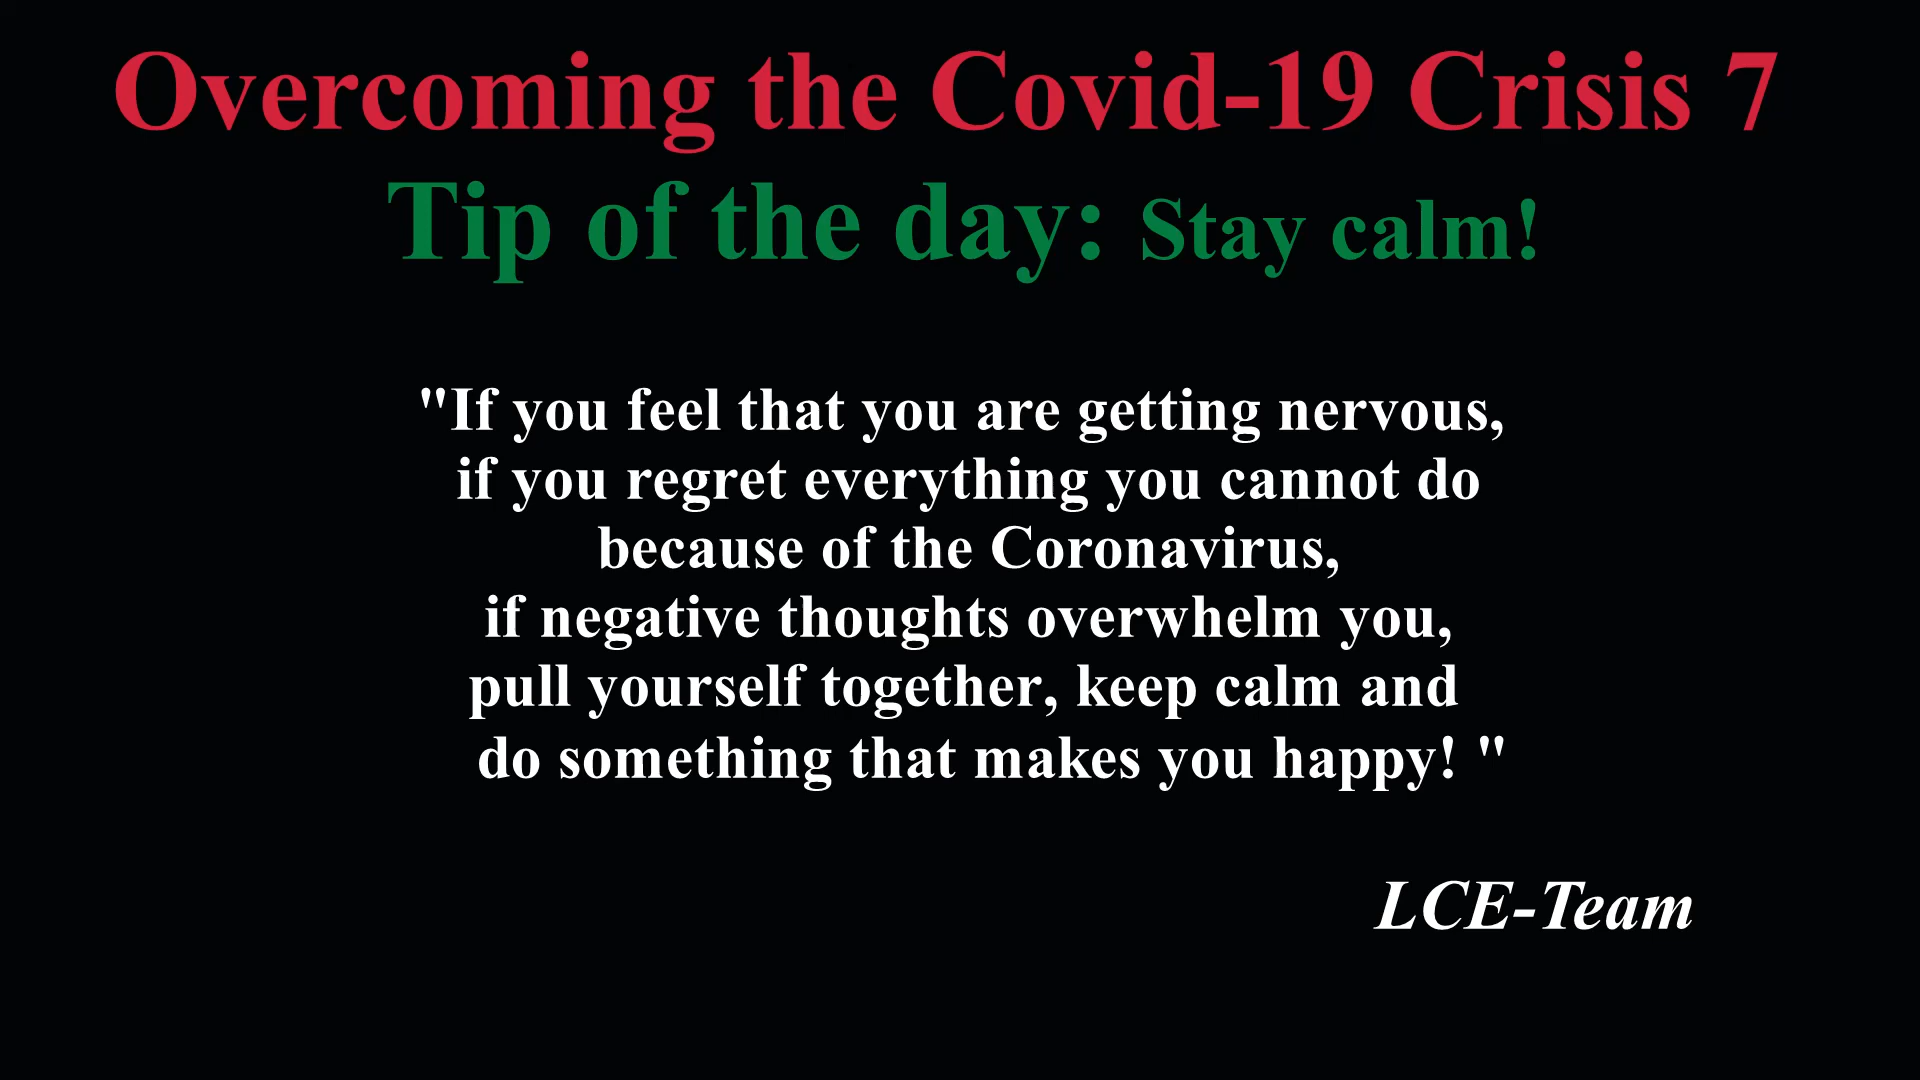 Overcoming the Covid-19 Crisis 7
Tip of the day: Stay calm!
"If you feel that you are getting nervous,
if you regret everything you cannot do
because of the Coronavirus,
if negative thoughts overwhelm you,
pull yourself together, keep calm and
do something that makes you happy! "
LCE-Team